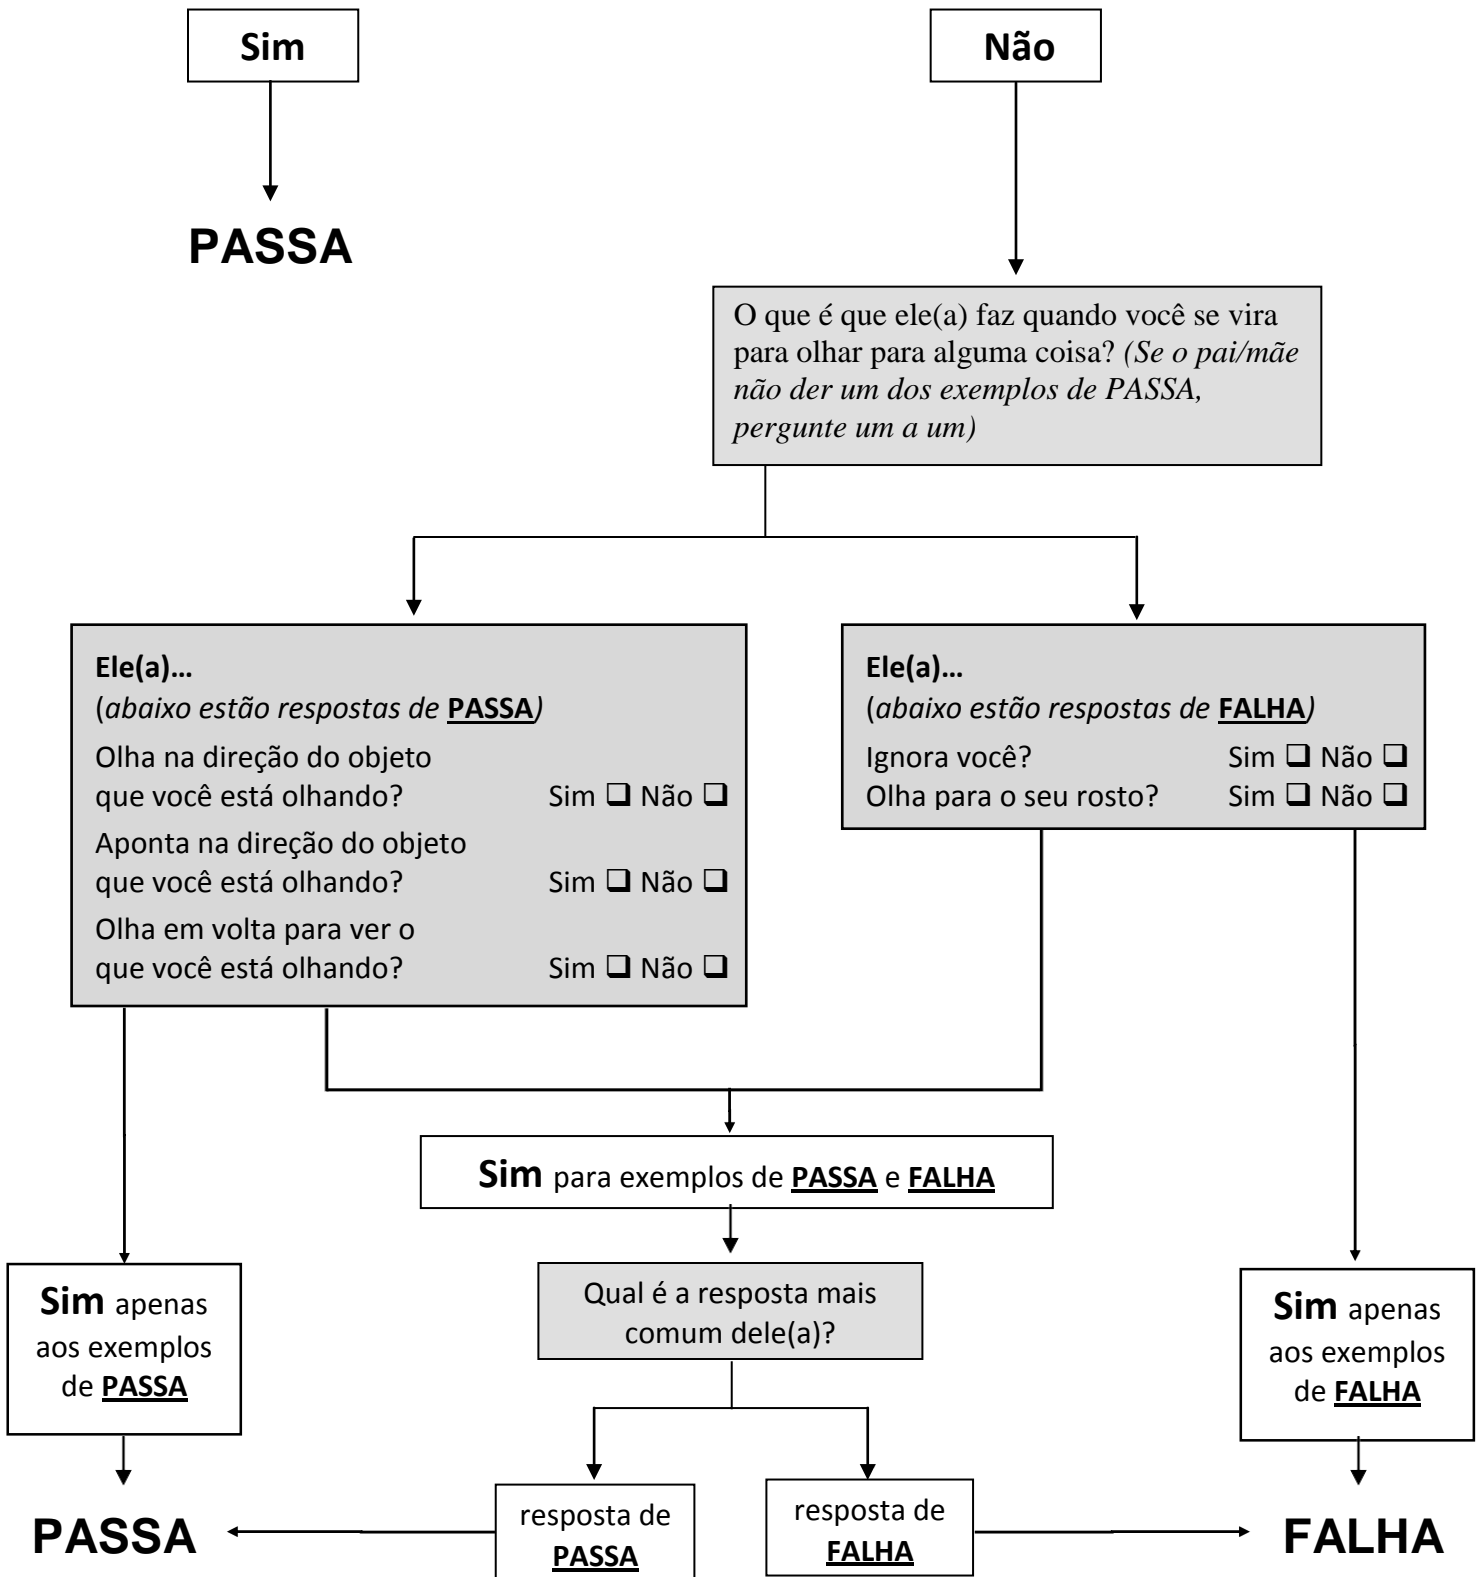 Sim
Não
PASSA
O que é que ele(a) faz quando você se vira
para olhar para alguma coisa? (Se o pai/mãe
não der um dos exemplos de PASSA,
pergunte um a um)
Ele(a)...
(abaixo estão respostas de PASSA)
Olha na direção do objeto
que você está olhando? Sim ❑ Não ❑
Aponta na direção do objeto
que você está olhando? Sim ❑ Não ❑
Olha em volta para ver o
que você está olhando? Sim ❑ Não ❑
Ele(a)...
(abaixo estão respostas de FALHA)
Ignora você? Sim ❑ Não ❑
Olha para o seu rosto? Sim ❑ Não ❑
Sim para exemplos de PASSA e FALHA
Sim apenas
aos exemplos
de PASSA
Qual é a resposta mais
comum dele(a)?
Sim apenas
aos exemplos
de FALHA
PASSA
resposta de
PASSA
resposta de
FALHA
FALHA